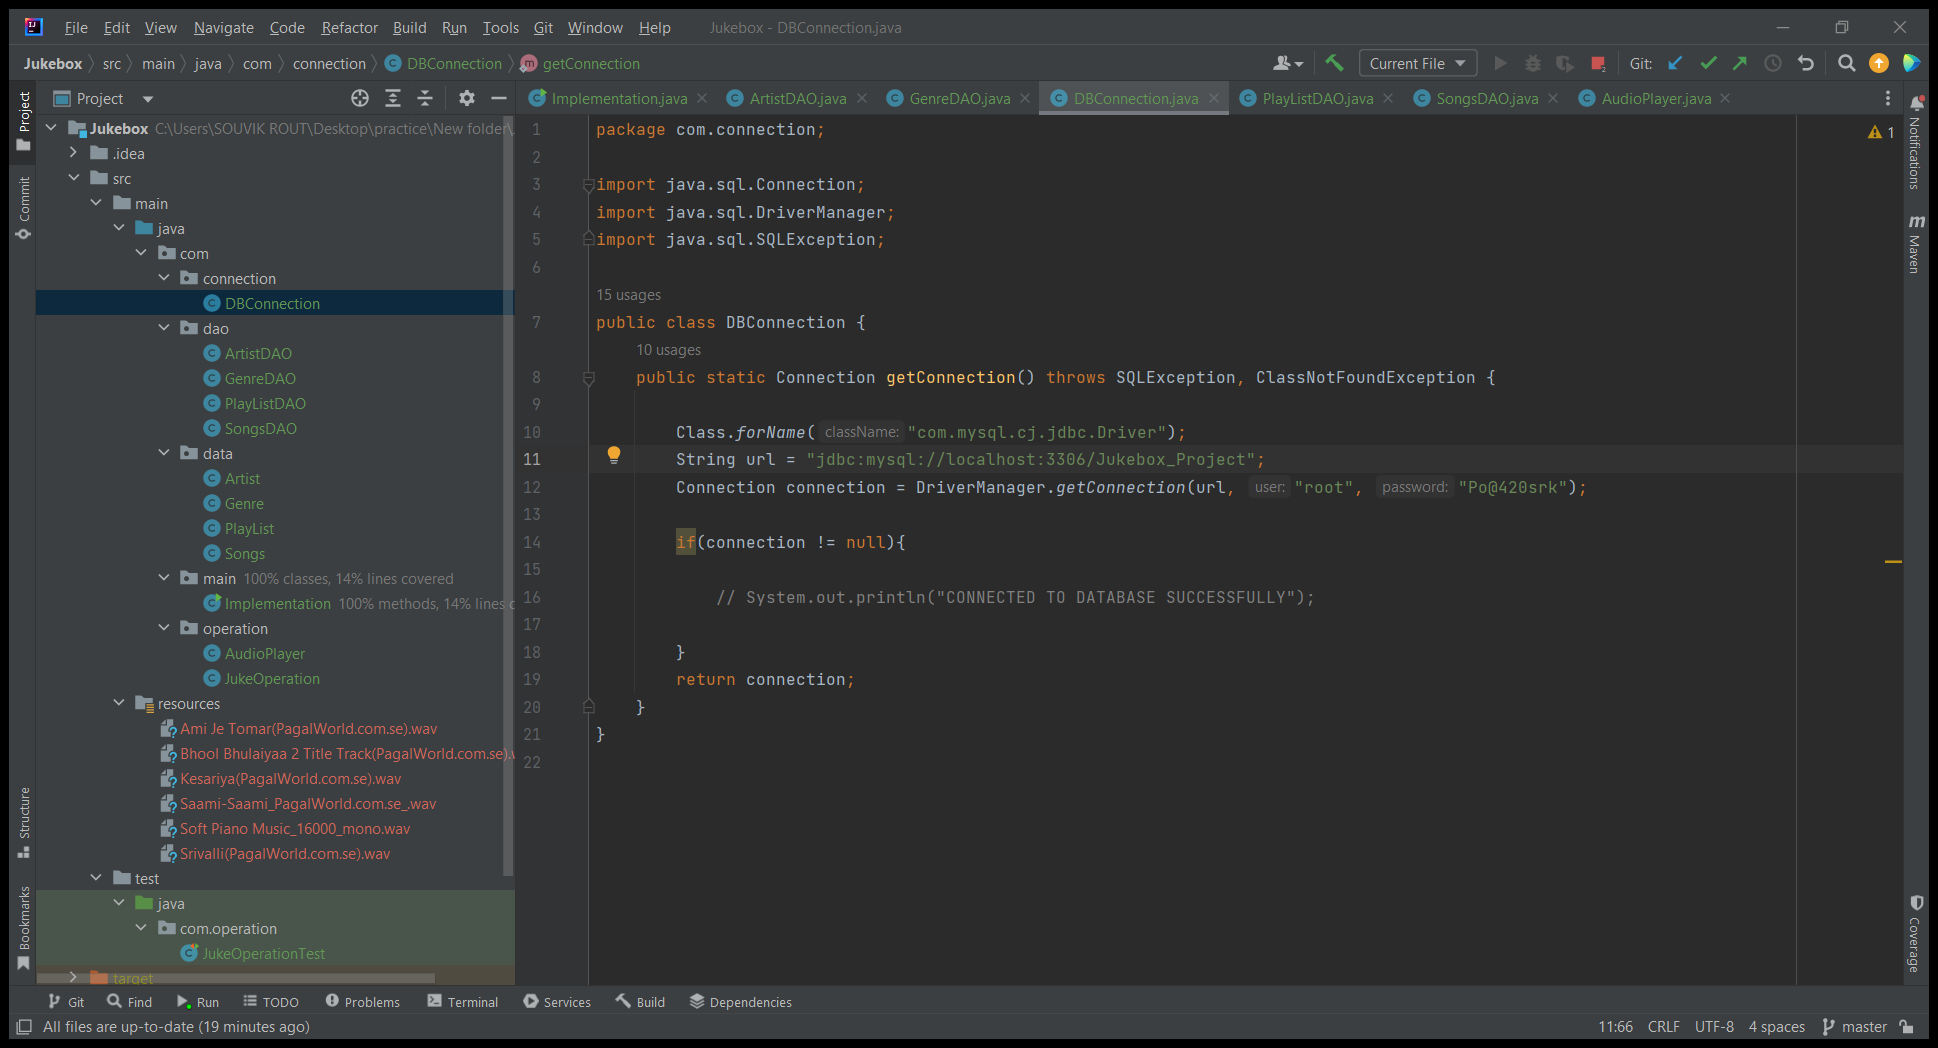 File Edit View Navigate Code Refactor Build Run Tools Git Window Help Jukebox - DBConnection.java
Jukebox src main java com connection DBConnection getConnection Current File Git:
Project
Implementation.java ArtistDAO.java GenreDAO.java DBConnection.java PlayListDAO.java SongsDAO.java AudioPlayer.java
Project
Commit
Structure
Bookmarks
Jukebox C:\Users\SOUVIK ROUT\Desktop\practice\New folder\
.idea
src
main
java
com
connection
DBConnection
dao
ArtistDAO
GenreDAO
PlayListDAO
SongsDAO
data
Artist
Genre
PlayList
Songs
main 100% classes, 14% lines covered
Implementation 100% methods, 14% lines c
operation
AudioPlayer
JukeOperation
resources
Ami Je Tomar(PagalWorld.com.se).wav
Bhool Bhulaiyaa 2 Title Track(PagalWorld.com.se).
Kesariya(PagalWorld.com.se).wav
Saami-Saami_PagalWorld.com.se_.wav
Soft Piano Music_16000_mono.wav
Srivalli(PagalWorld.com.se).wav
test
java
com.operation
JukeOperationTest
target
1 package com.connection;
2
3 import java.sql.Connection;
4 import java.sql.DriverManager;
5 import java.sql.SQLException;
6
15 usages
7 public class DBConnection {
10 usages
8 public static Connection getConnection() throws SQLException, ClassNotFoundException {
9
10 Class.forName( className: "com.mysql.cj.jdbc.Driver");
11 String url = "jdbc:mysql://localhost:3306/Jukebox_Project";
12 Connection connection = DriverManager.getConnection(url, user: "root", password: "Po@420srk");
13
14 if(connection != null){
15
16 // System.out.println("CONNECTED TO DATABASE SUCCESSFULLY");
17
18 }
19 return connection;
20 }
21 }
22
1
Notifications
m Maven
Coverage
Git Find Run TODO Problems Terminal Services Build Dependencies
All files are up-to-date (19 minutes ago) 11:66 CRLF UTF-8 4 spaces master